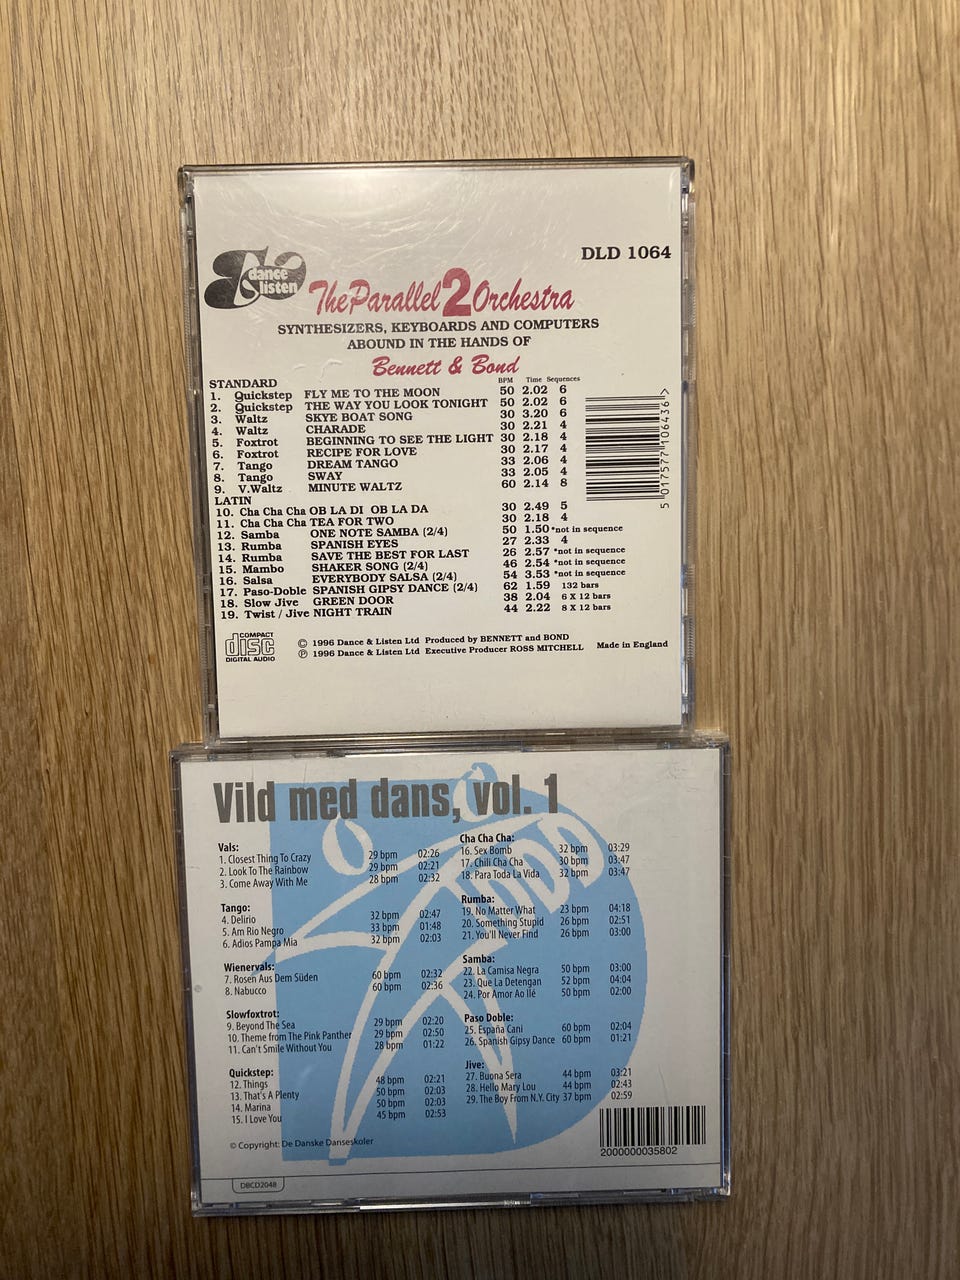 DLD 1064
dance
& listen
The Parallel 2 Orchestra
SYNTHESIZERS, KEYBOARDS AND COMPUTERS
ABOUND IN THE HANDS OF
Bennett & Bond
STANDARD BPM Time Sequences
1. Quickstep FLY ME TO THE MOON 50 2.02 6
2. Quickstep THE WAY YOU LOOK TONIGHT 50 2.02 6
3. Waltz SKYE BOAT SONG 30 3.20 6
4. Waltz CHARADE 30 2.21 4
5. Foxtrot BEGINNING TO SEE THE LIGHT 30 2.18 4
6. Foxtrot RECIPE FOR LOVE 30 2.17 4
7. Tango DREAM TANGO 33 2.06 4
8. Tango SWAY 33 2.05 4
9. V.Waltz MINUTE WALTZ 60 2.14 8
LATIN
10. Cha Cha Cha OB LA DI OB LA DA 30 2.49 5
11. Cha Cha Cha TEA FOR TWO 30 2.18 4
12. Samba ONE NOTE SAMBA (2/4) 50 1.50 *not in sequence
13. Rumba SPANISH EYES 27 2.33 4
14. Rumba SAVE THE BEST FOR LAST 26 2.57 *not in sequence
15. Mambo SHAKER SONG (2/4) 46 2.54 *not in sequence
16. Salsa EVERYBODY SALSA (2/4) 54 3.53 *not in sequence
17. Paso-Doble SPANISH GIPSY DANCE (2/4) 62 1.59 132 bars
18. Slow Jive GREEN DOOR 38 2.04 6 X 12 bars
19. Twist / Jive NIGHT TRAIN 44 2.22 8 X 12 bars
5 017577 106436 >
COMPACT
disc
DIGITAL AUDIO
© 1996 Dance & Listen Ltd Produced by BENNETT and BOND
℗ 1996 Dance & Listen Ltd Executive Producer ROSS MITCHELL Made in England
Vild med dans, vol. 1
Vals:
1. Closest Thing To Crazy 29 bpm 02:26
2. Look To The Rainbow 29 bpm 02:21
3. Come Away With Me 28 bpm 02:32
Tango:
4. Delirio 32 bpm 02:47
5. Am Rio Negro 33 bpm 01:48
6. Adios Pampa Mia 32 bpm 02:03
Wienervals:
7. Rosen Aus Dem Süden 60 bpm 02:32
8. Nabucco 60 bpm 02:36
Slowfoxtrot:
9. Beyond The Sea 29 bpm 02:20
10. Theme from The Pink Panther 29 bpm 02:50
11. Can't Smile Without You 28 bpm 01:22
Quickstep:
12. Things 48 bpm 02:21
13. That's A Plenty 50 bpm 02:03
14. Marina 50 bpm 02:03
15. I Love You 45 bpm 02:53
Cha Cha Cha:
16. Sex Bomb 32 bpm 03:29
17. Chili Cha Cha 30 bpm 03:47
18. Para Toda La Vida 32 bpm 03:47
Rumba:
19. No Matter What 23 bpm 04:18
20. Something Stupid 26 bpm 02:51
21. You'll Never Find 26 bpm 03:00
Samba:
22. La Camisa Negra 50 bpm 03:00
23. Que La Detengan 52 bpm 04:04
24. Por Amor Ao Ilé 50 bpm 02:00
Paso Doble:
25. España Cani 60 bpm 02:04
26. Spanish Gipsy Dance 60 bpm 01:21
Jive:
27. Buona Sera 44 bpm 03:21
28. Hello Mary Lou 44 bpm 02:43
29. The Boy From N.Y. City 37 bpm 02:59
© Copyright: De Danske Danseskoler
2000000035802
DBCD2048